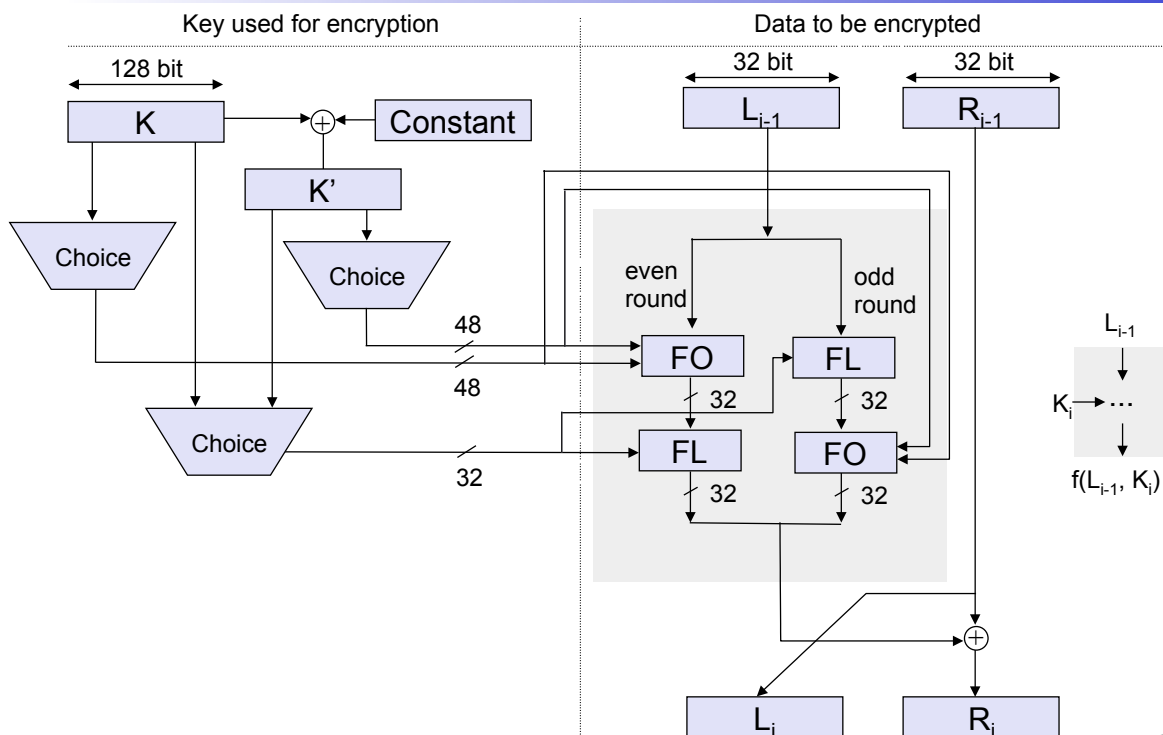 Key used for encryption
Data to be encrypted
128 bit
32 bit
32 bit
K
Constant
L_{i-1}
R_{i-1}
K'
Choice
Choice
even
round
odd
round
48
48
FO
FL
32
32
Choice
32
FL
FO
32
32
L_{i-1}
K_i
...
f(L_{i-1}, K_i)
L_i
R_i